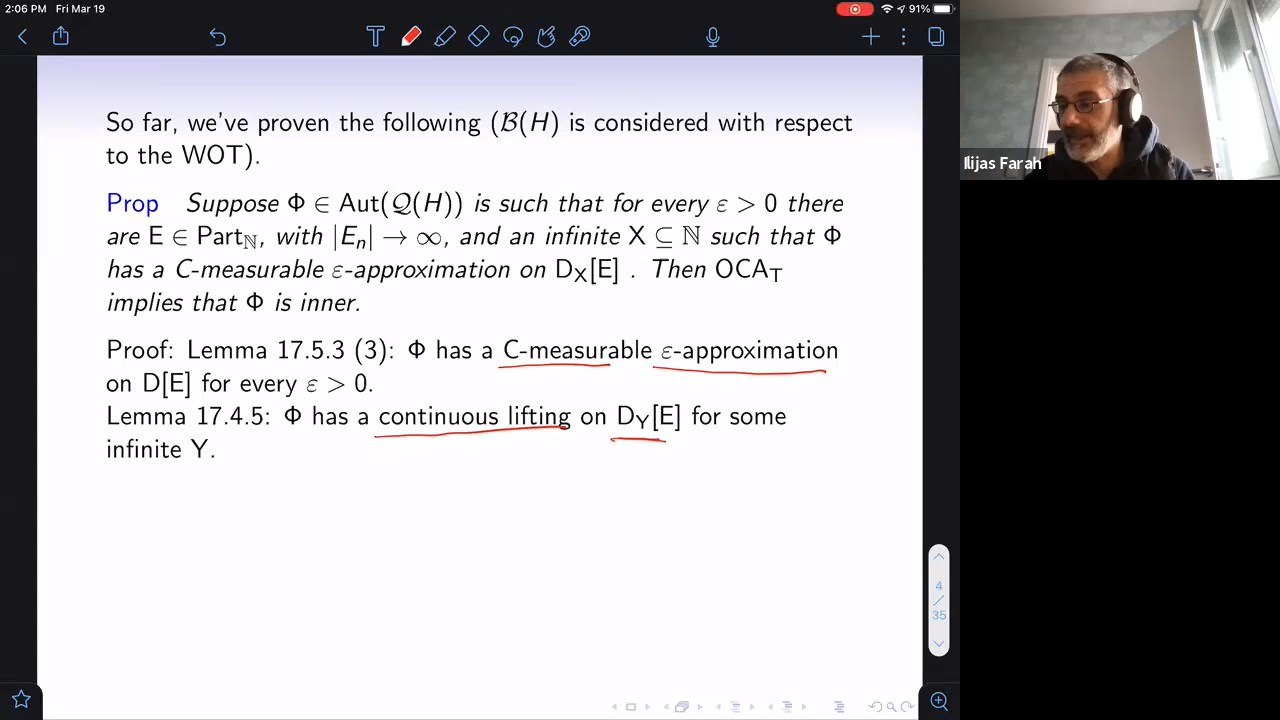 2:06 PM Fri Mar 19
91%
So far, we've proven the following (ℬ(H) is considered with respect
to the WOT).
Prop Suppose Φ ∈ Aut(𝒬(H)) is such that for every ε > 0 there
are E ∈ Part_ℕ, with |E_n| → ∞, and an infinite X ⊆ ℕ such that Φ
has a C-measurable ε-approximation on D_X[E] . Then OCA_T
implies that Φ is inner.
Proof: Lemma 17.5.3 (3): Φ has a C-measurable ε-approximation
on D[E] for every ε > 0.
Lemma 17.4.5: Φ has a continuous lifting on D_Y[E] for some
infinite Y.
4
/
35
Ilijas Farah